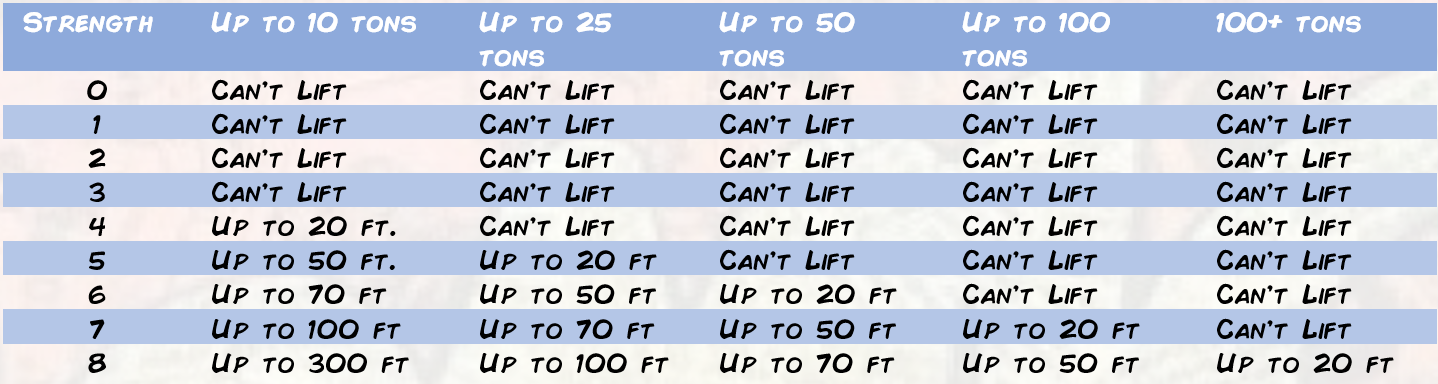 Strength Up to 10 tons Up to 25 tons Up to 50 tons Up to 100 tons 100+ tons
0 Can't Lift Can't Lift Can't Lift Can't Lift Can't Lift
1 Can't Lift Can't Lift Can't Lift Can't Lift Can't Lift
2 Can't Lift Can't Lift Can't Lift Can't Lift Can't Lift
3 Can't Lift Can't Lift Can't Lift Can't Lift Can't Lift
4 Up to 20 ft. Can't Lift Can't Lift Can't Lift Can't Lift
5 Up to 50 ft. Up to 20 ft Can't Lift Can't Lift Can't Lift
6 Up to 70 ft Up to 50 ft Up to 20 ft Can't Lift Can't Lift
7 Up to 100 ft Up to 70 ft Up to 50 ft Up to 20 ft Can't Lift
8 Up to 300 ft Up to 100 ft Up to 70 ft Up to 50 ft Up to 20 ft